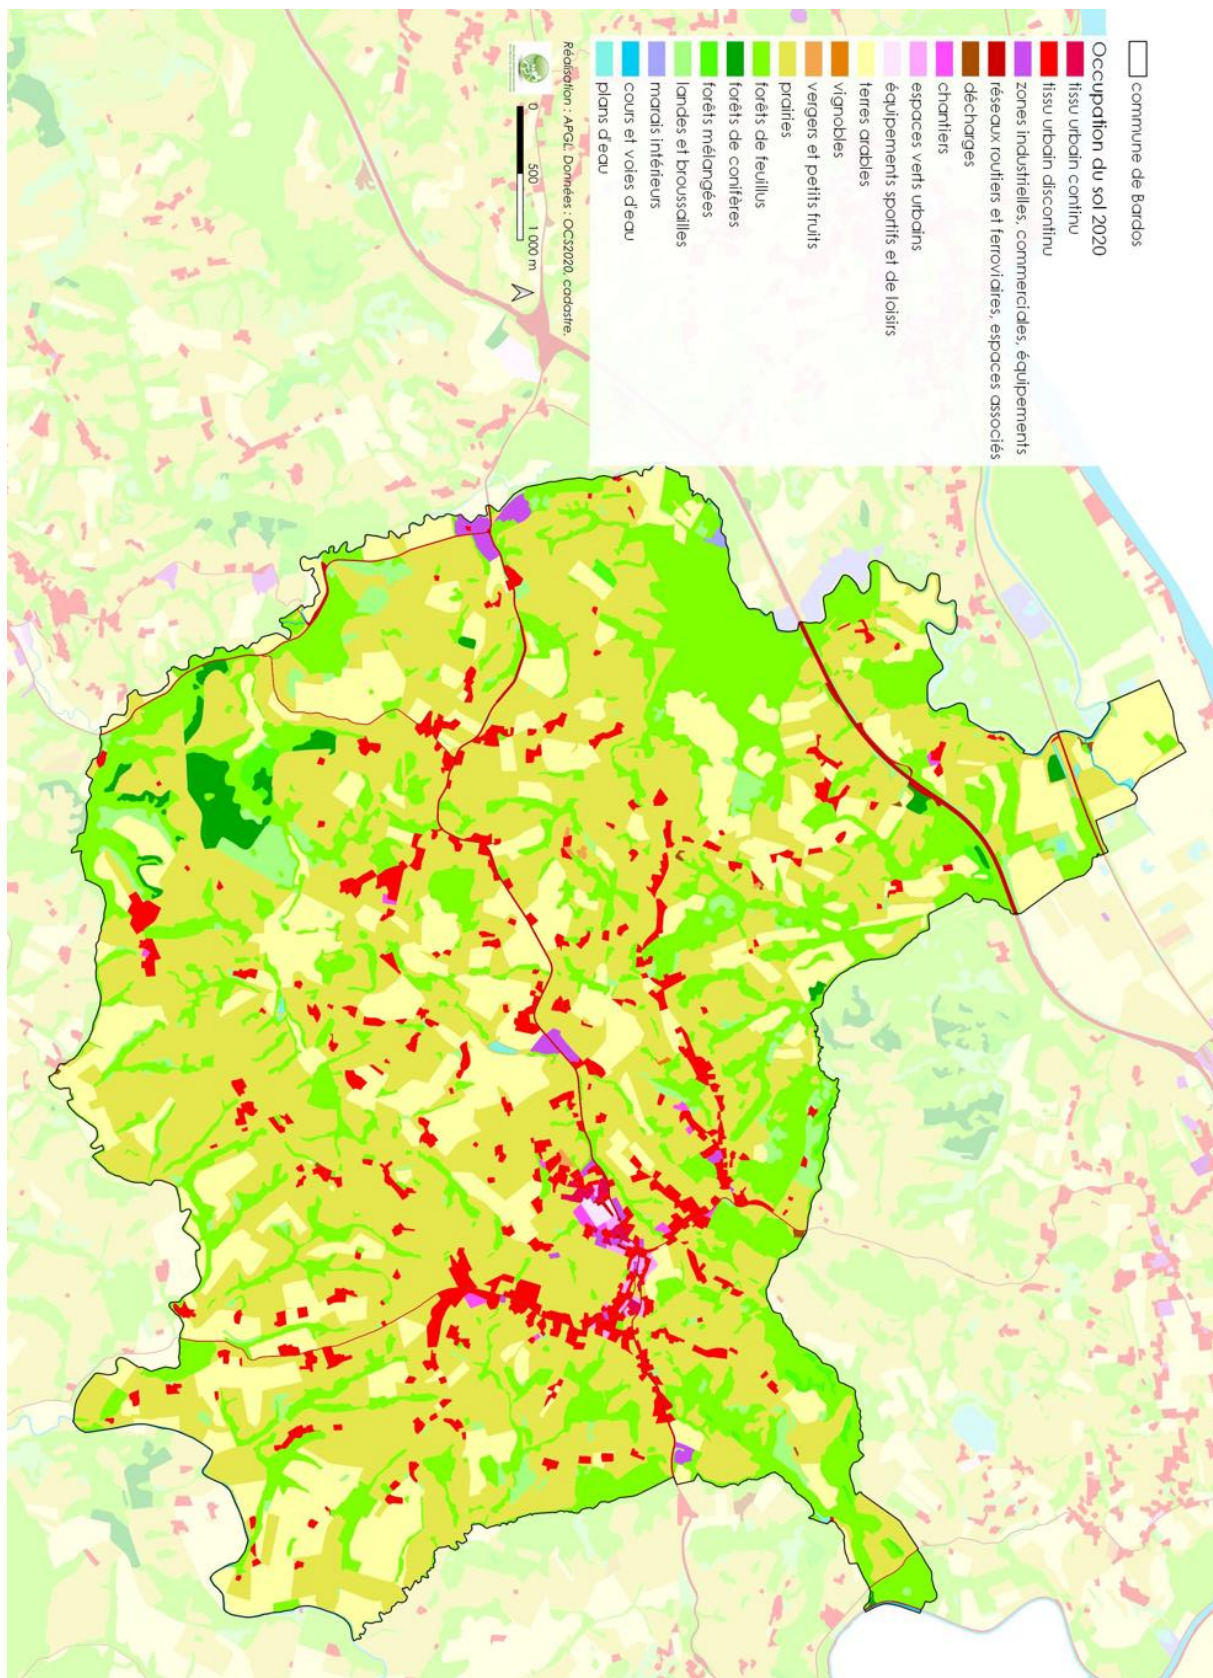 commune de Bardos
Occupation du sol 2020
tissu urbain continu
tissu urbain discontinu
zones industrielles, commerciales, équipements
réseaux routiers et ferroviaires, espaces associés
décharges
chantiers
espaces verts urbains
équipements sportifs et de loisirs
terres arables
vignobles
vergers et petits fruits
prairies
forêts de feuillus
forêts de conifères
forêts mélangées
landes et broussailles
marais intérieurs
cours et voies d'eau
plans d'eau
0 500 1 000 m
Réalisation : APGL. Données : OCS2020, cadastre.